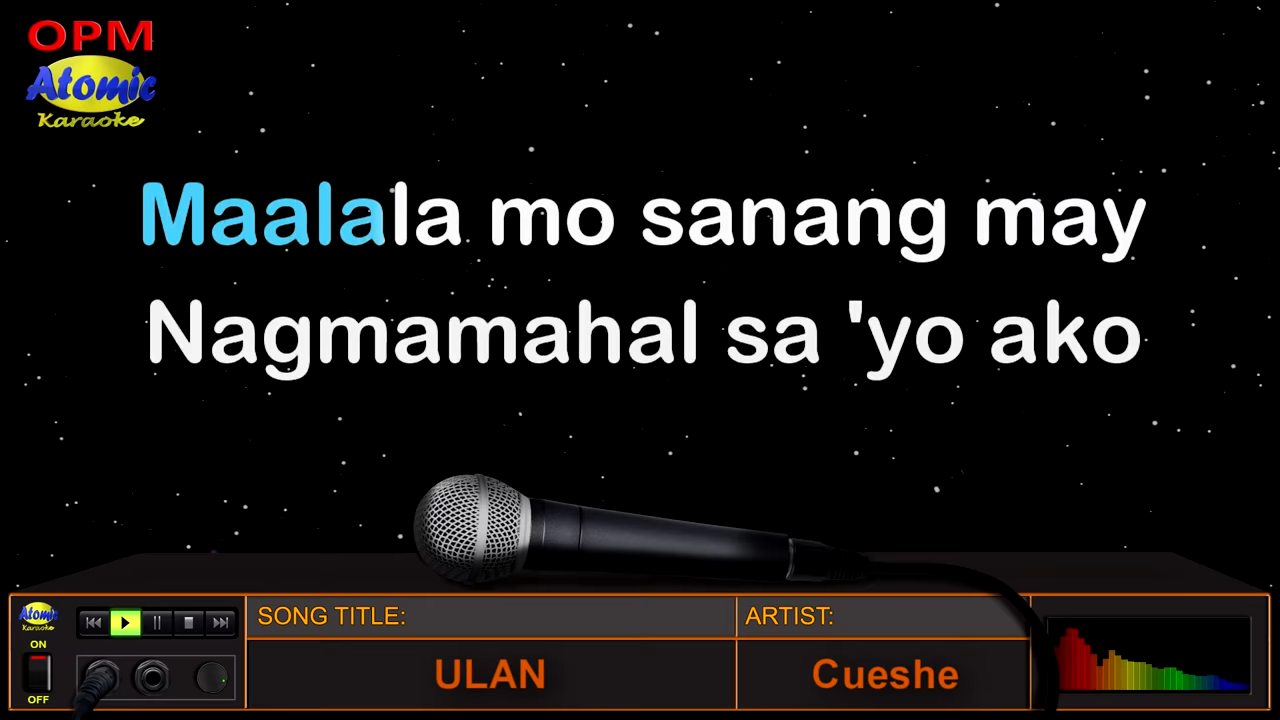 OPM
Atomic
Karaoke
Maalala mo sanang may
Nagmamahal sa 'yo ako
Atomic
Karaoke
ON
OFF
SONG TITLE:
ULAN
ARTIST:
Cueshe